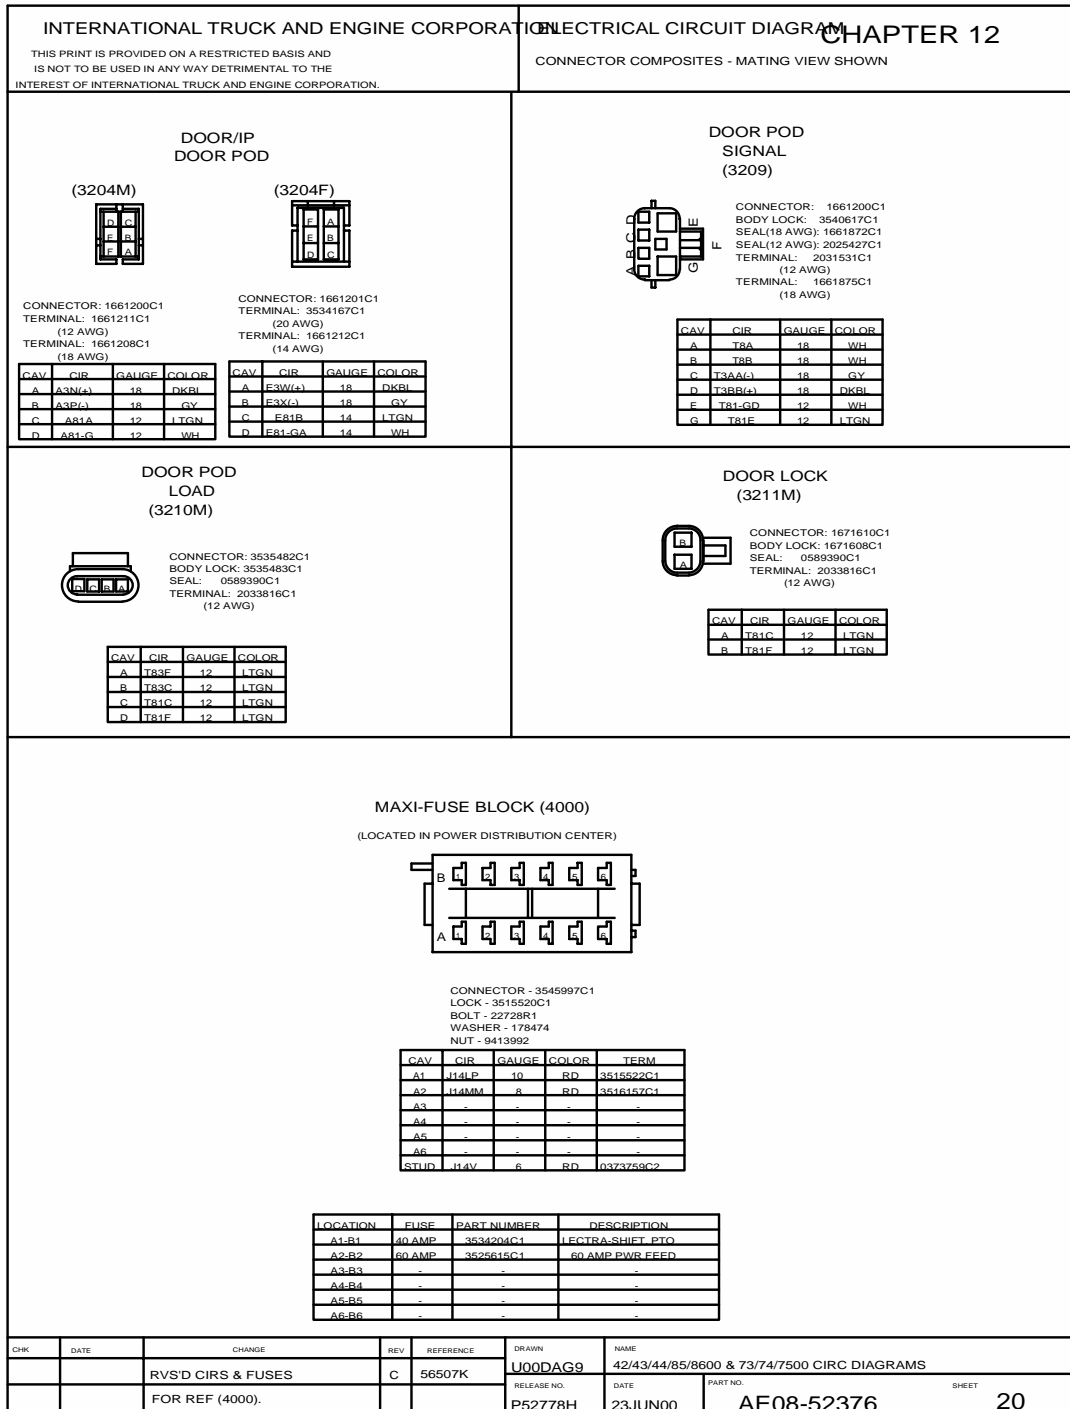 INTERNATIONAL TRUCK AND ENGINE CORPORATION
THIS PRINT IS PROVIDED ON A RESTRICTED BASIS AND
IS NOT TO BE USED IN ANY WAY DETRIMENTAL TO THE
INTEREST OF INTERNATIONAL TRUCK AND ENGINE CORPORATION.
ELECTRICAL CIRCUIT DIAGRAM
CHAPTER 12
CONNECTOR COMPOSITES - MATING VIEW SHOWN
DOOR/IP
DOOR POD
(3204M)
D C
E B
F A
CONNECTOR: 1661200C1
TERMINAL: 1661211C1
(12 AWG)
TERMINAL: 1661208C1
(18 AWG)
CAV CIR GAUGE COLOR
A A3N(+) 18 DKBL
B A3P(-) 18 GY
C A81A 12 LTGN
D A81-G 12 WH
(3204F)
F A
E B
D C
CONNECTOR: 1661201C1
TERMINAL: 3534167C1
(20 AWG)
TERMINAL: 1661212C1
(14 AWG)
CAV CIR GAUGE COLOR
A E3W(+) 18 DKBL
B E3X(-) 18 GY
C E81B 14 LTGN
D E81-GA 14 WH
DOOR POD
SIGNAL
(3209)
A B C D
E
F
G
CONNECTOR: 1661200C1
BODY LOCK: 3540617C1
SEAL(18 AWG): 1661872C1
SEAL(12 AWG): 2025427C1
TERMINAL: 2031531C1
(12 AWG)
TERMINAL: 1661875C1
(18 AWG)
CAV CIR GAUGE COLOR
A T8A 18 WH
B T8B 18 WH
C T3AA(-) 18 GY
D T3BB(+) 18 DKBL
E T81-GD 12 WH
G T81E 12 LTGN
DOOR POD
LOAD
(3210M)
D C B A
CONNECTOR: 3535482C1
BODY LOCK: 3535483C1
SEAL: 0589390C1
TERMINAL: 2033816C1
(12 AWG)
CAV CIR GAUGE COLOR
A T83F 12 LTGN
B T83C 12 LTGN
C T81C 12 LTGN
D T81F 12 LTGN
DOOR LOCK
(3211M)
B
A
CONNECTOR: 1671610C1
BODY LOCK: 1671608C1
SEAL: 0589390C1
TERMINAL: 2033816C1
(12 AWG)
CAV CIR GAUGE COLOR
A T81C 12 LTGN
B T81F 12 LTGN
MAXI-FUSE BLOCK (4000)
(LOCATED IN POWER DISTRIBUTION CENTER)
B 1 2 3 4 5 6
A 1 2 3 4 5 6
CONNECTOR - 3545997C1
LOCK - 3515520C1
BOLT - 22728R1
WASHER - 178474
NUT - 9413992
CAV CIR GAUGE COLOR TERM
A1 J14LP 10 RD 3515522C1
A2 J14MM 8 RD 3516157C1
A3 - - - -
A4 - - - -
A5 - - - -
A6 - - - -
STUD J14V 6 RD 0373759C2
LOCATION FUSE PART NUMBER DESCRIPTION
A1-B1 40 AMP 3534204C1 LECTRA-SHIFT, PTO
A2-B2 60 AMP 3525615C1 60 AMP PWR FEED
A3-B3 - - -
A4-B4 - - -
A5-B5 - - -
A6-B6 - - -
CHK DATE CHANGE REV REFERENCE
RVS'D CIRS & FUSES C 56507K
FOR REF (4000).
DRAWN
U00DAG9
NAME
42/43/44/85/8600 & 73/74/7500 CIRC DIAGRAMS
RELEASE NO.
P52778H
DATE
23JUN00
PART NO.
AE08-52376
SHEET
20